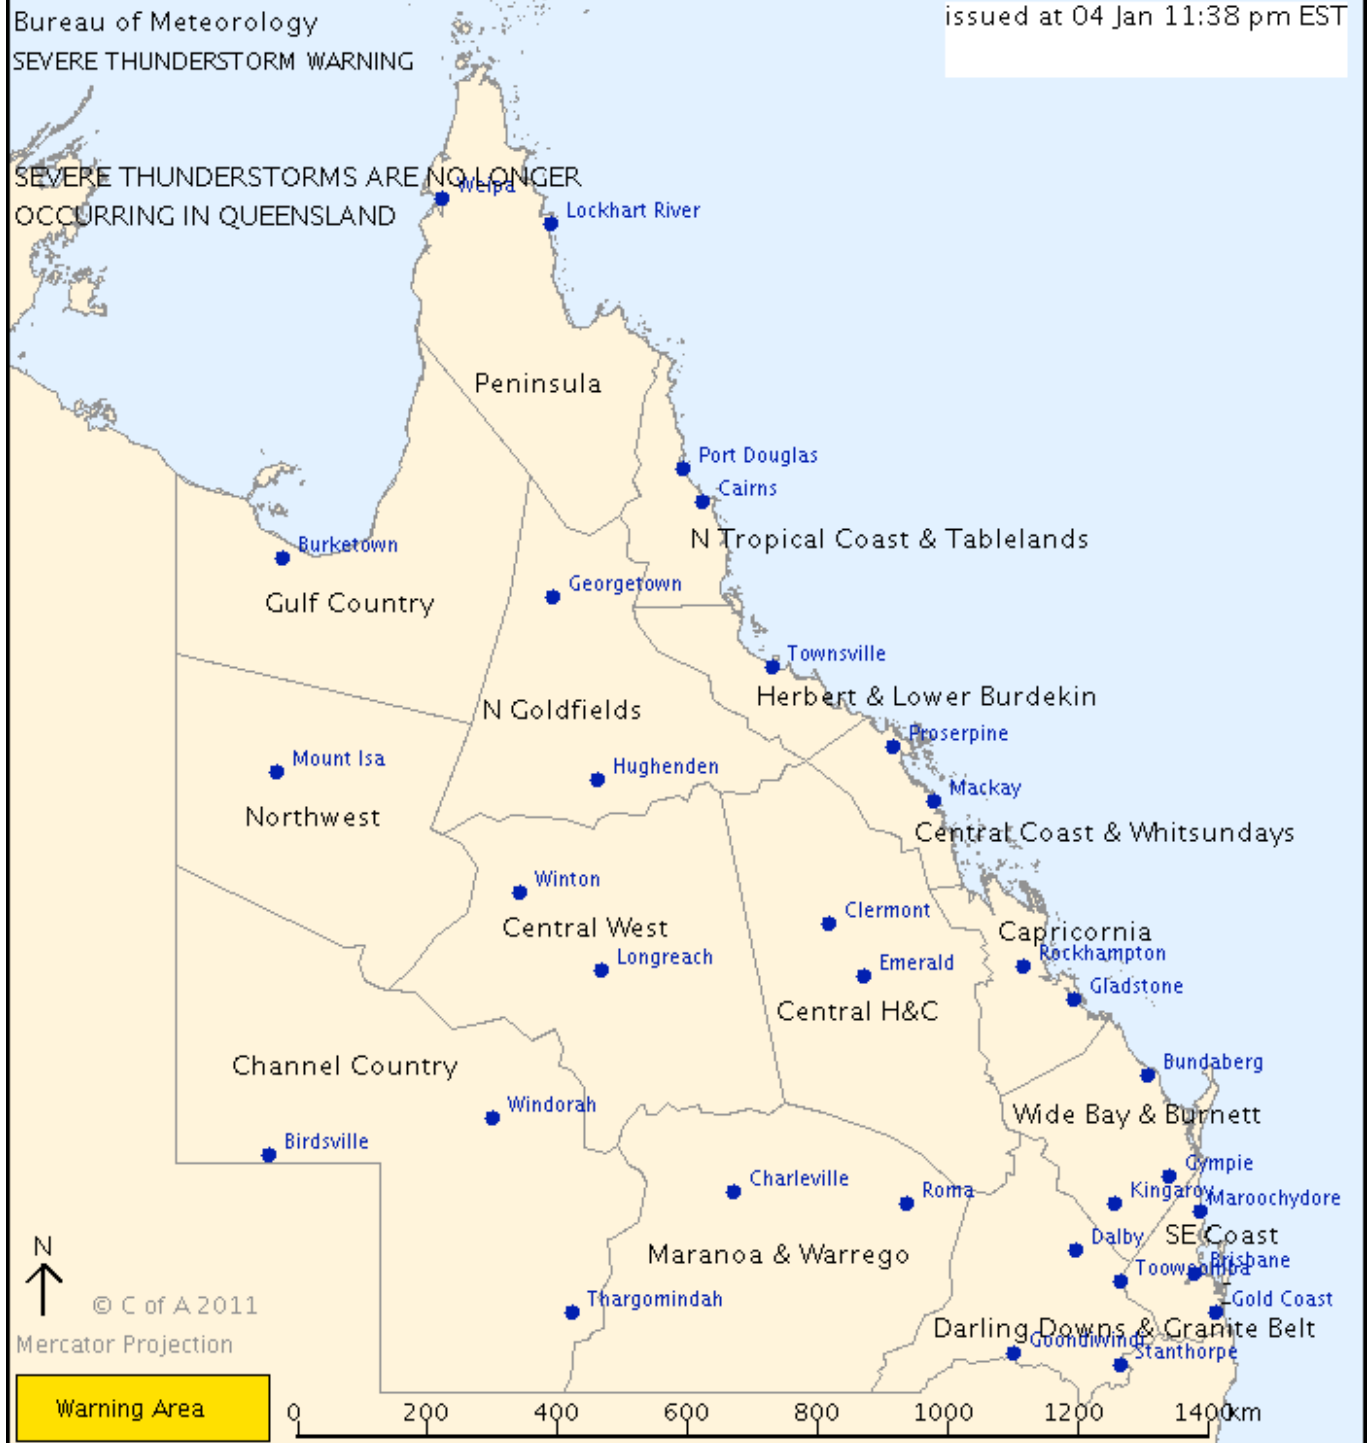 Bureau of Meteorology
issued at 04 Jan 11:38 pm EST
SEVERE THUNDERSTORM WARNING
SEVERE THUNDERSTORMS ARE NO LONGER
OCCURRING IN QUEENSLAND
Weipa
Lockhart River
Peninsula
Port Douglas
Cairns
N Tropical Coast & Tablelands
Burketown
Georgetown
Gulf Country
Townsville
Herbert & Lower Burdekin
N Goldfields
Proserpine
Mount Isa
Hughenden
Mackay
Northwest
Central Coast & Whitsundays
Winton
Clermont
Central West
Capricornia
Rockhampton
Longreach
Emerald
Gladstone
Central H&C
Channel Country
Bundaberg
Windorah
Wide Bay & Burnett
Birdsville
Gympie
Charleville
Roma
Kingaroy
Maroochydore
Dalby
SE Coast
N
Maranoa & Warrego
Brisbane
Toowoomba
© C of A 2011
Thargomindah
Gold Coast
Darling Downs & Granite Belt
Mercator Projection
Goondiwindi
Stanthorpe
Warning Area
0 200 400 600 800 1000 1200 1400km